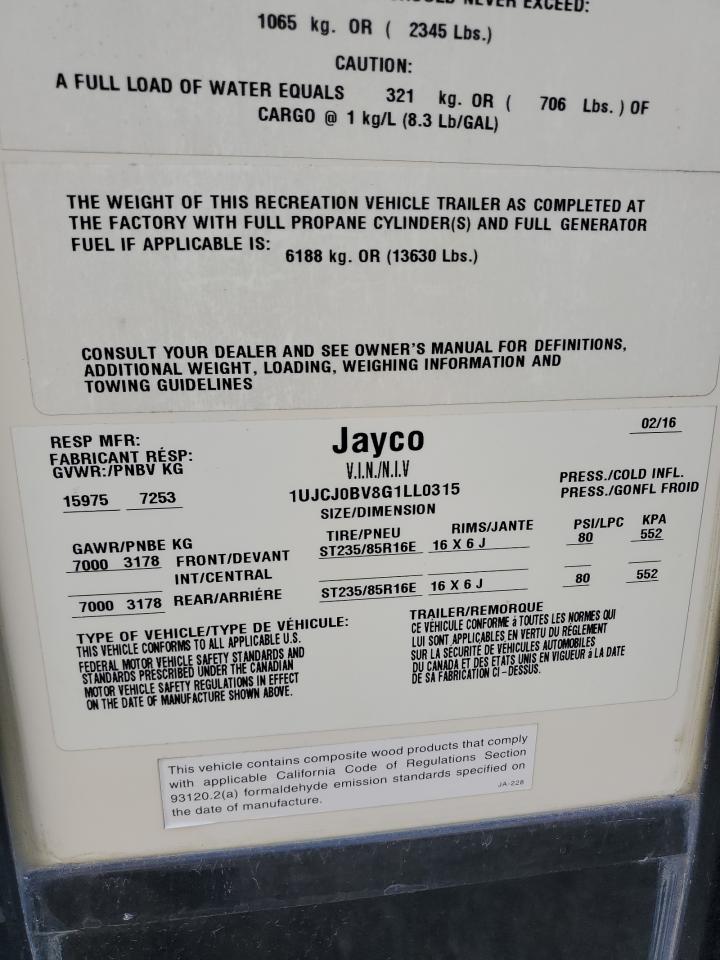 NEVER EXCEED:
1065 kg. OR ( 2345 Lbs.)
CAUTION:
A FULL LOAD OF WATER EQUALS 321 kg. OR ( 706 Lbs. ) OF
CARGO @ 1 kg/L (8.3 Lb/GAL)
THE WEIGHT OF THIS RECREATION VEHICLE TRAILER AS COMPLETED AT
THE FACTORY WITH FULL PROPANE CYLINDER(S) AND FULL GENERATOR
FUEL IF APPLICABLE IS:
6188 kg. OR (13630 Lbs.)
CONSULT YOUR DEALER AND SEE OWNER'S MANUAL FOR DEFINITIONS,
ADDITIONAL WEIGHT, LOADING, WEIGHING INFORMATION AND
TOWING GUIDELINES
RESP MFR:
FABRICANT RÉSP:
GVWR:/PNBV KG
15975 7253
Jayco
V.I.N./N.I.V
1UJCJ0BV8G1LL0315
SIZE/DIMENSION
02/16
PRESS./COLD INFL.
PRESS./GONFL FROID
GAWR/PNBE KG TIRE/PNEU RIMS/JANTE PSI/LPC KPA
7000 3178 FRONT/DEVANT ST235/85R16E 16 X 6 J 80 552
INT/CENTRAL
7000 3178 REAR/ARRIÉRE ST235/85R16E 16 X 6 J 80 552
TYPE OF VEHICLE/TYPE DE VÉHICULE:
THIS VEHICLE CONFORMS TO ALL APPLICABLE U.S.
FEDERAL MOTOR VEHICLE SAFETY STANDARDS AND
STANDARDS PRESCRIBED UNDER THE CANADIAN
MOTOR VEHICLE SAFETY REGULATIONS IN EFFECT
ON THE DATE OF MANUFACTURE SHOWN ABOVE.
TRAILER/REMORQUE
CE VÉHICULE CONFORME à TOUTES LES NORMES QUI
LUI SONT APPLICABLES EN VERTU DU RÉGLEMENT
SUR LA SÉCURITÉ DE VÉHICULES AUTOMOBILES
DU CANADA ET DES ÉTATS UNIS EN VIGUEUR à LA DATE
DE SA FABRICATION CI-DESSUS.
This vehicle contains composite wood products that comply
with applicable California Code of Regulations Section
93120.2(a) formaldehyde emission standards specified on
the date of manufacture.
JA-228